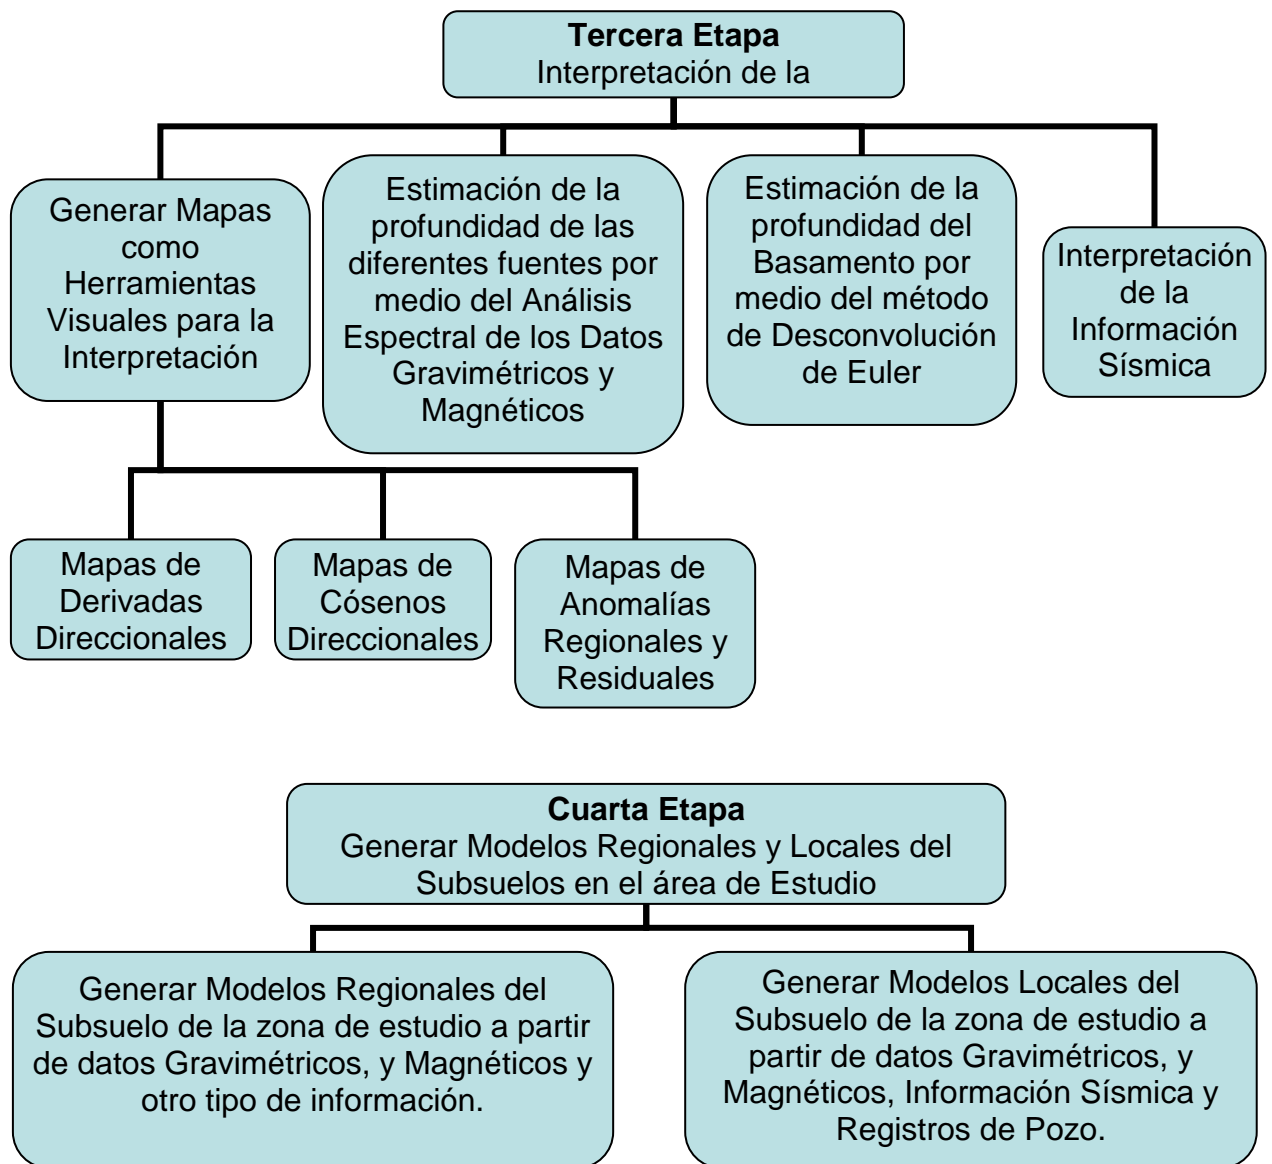 Tercera Etapa
Interpretación de la
Generar Mapas
como
Herramientas
Visuales para la
Interpretación
Estimación de la
profundidad de las
diferentes fuentes por
medio del Análisis
Espectral de los Datos
Gravimétricos y
Magnéticos
Estimación de la
profundidad del
Basamento por
medio del método
de Desconvolución
de Euler
Interpretación
de la
Información
Sísmica
Mapas de
Derivadas
Direccionales
Mapas de
Cósenos
Direccionales
Mapas de
Anomalías
Regionales y
Residuales
Cuarta Etapa
Generar Modelos Regionales y Locales del
Subsuelos en el área de Estudio
Generar Modelos Regionales del
Subsuelo de la zona de estudio a partir
de datos Gravimétricos, y Magnéticos y
otro tipo de información.
Generar Modelos Locales del
Subsuelo de la zona de estudio a
partir de datos Gravimétricos, y
Magnéticos, Información Sísmica y
Registros de Pozo.